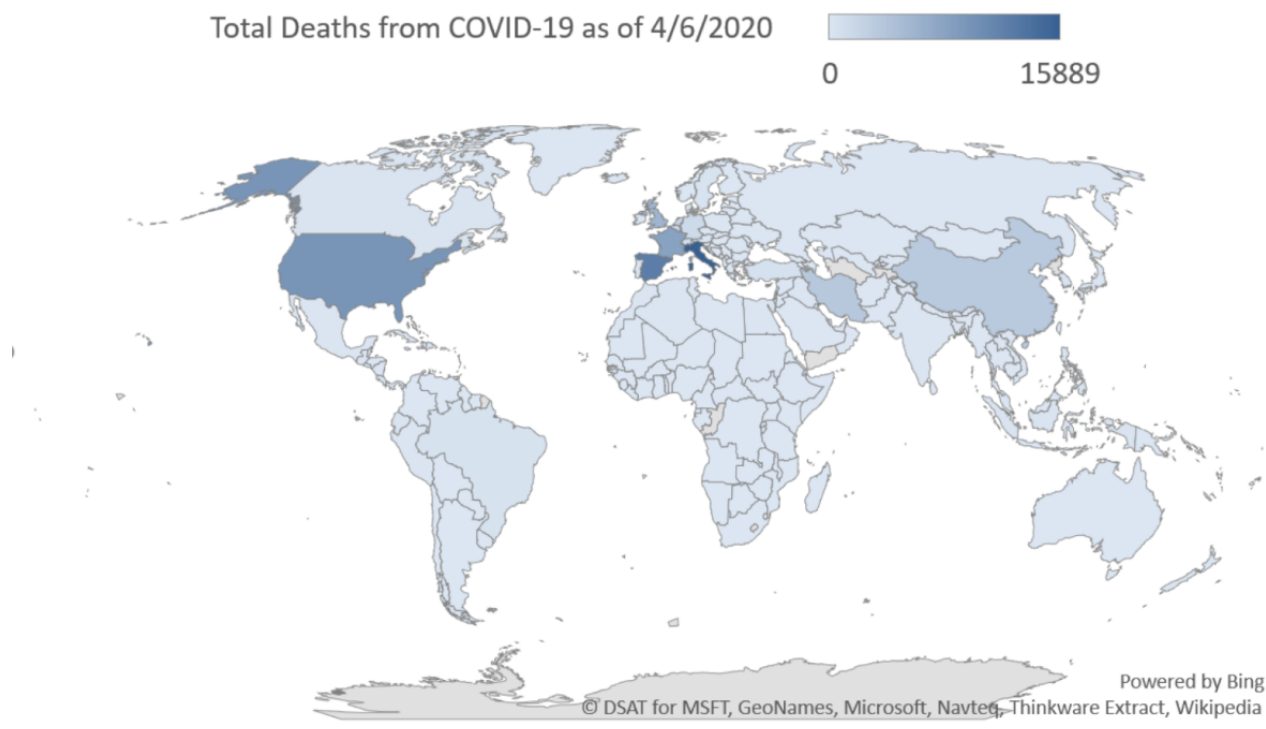 Total Deaths from COVID-19 as of 4/6/2020
0 15889
Powered by Bing
© DSAT for MSFT, GeoNames, Microsoft, Navteq, Thinkware Extract, Wikipedia